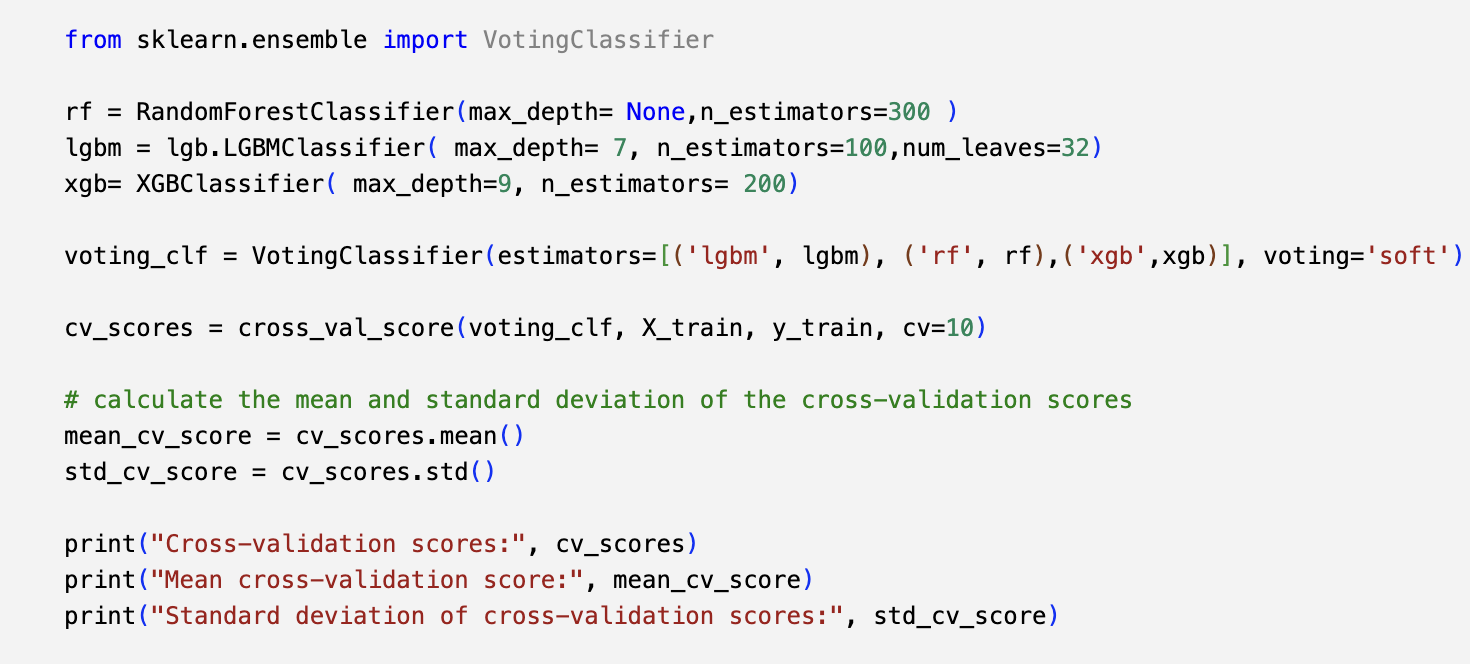 from sklearn.ensemble import VotingClassifier
rf = RandomForestClassifier(max_depth= None,n_estimators=300 )
lgbm = lgb.LGBMClassifier( max_depth= 7, n_estimators=100,num_leaves=32)
xgb= XGBClassifier( max_depth=9, n_estimators= 200)
voting_clf = VotingClassifier(estimators=[('lgbm', lgbm), ('rf', rf),('xgb',xgb)], voting='soft')
cv_scores = cross_val_score(voting_clf, X_train, y_train, cv=10)
# calculate the mean and standard deviation of the cross-validation scores
mean_cv_score = cv_scores.mean()
std_cv_score = cv_scores.std()
print("Cross-validation scores:", cv_scores)
print("Mean cross-validation score:", mean_cv_score)
print("Standard deviation of cross-validation scores:", std_cv_score)